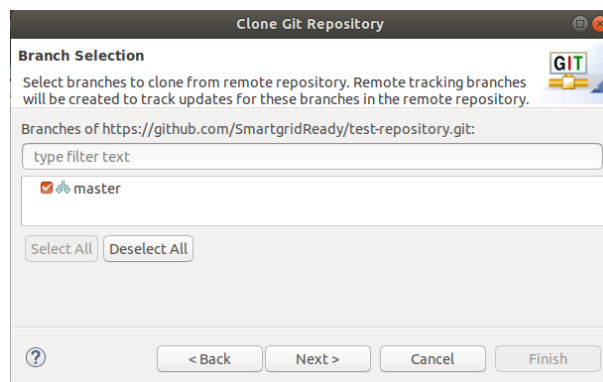 Clone Git Repository
Branch Selection
GIT
Select branches to clone from remote repository. Remote tracking branches
will be created to track updates for these branches in the remote repository.
Branches of https://github.com/SmartgridReady/test-repository.git:
type filter text
master
Select All Deselect All
? < Back Next > Cancel Finish